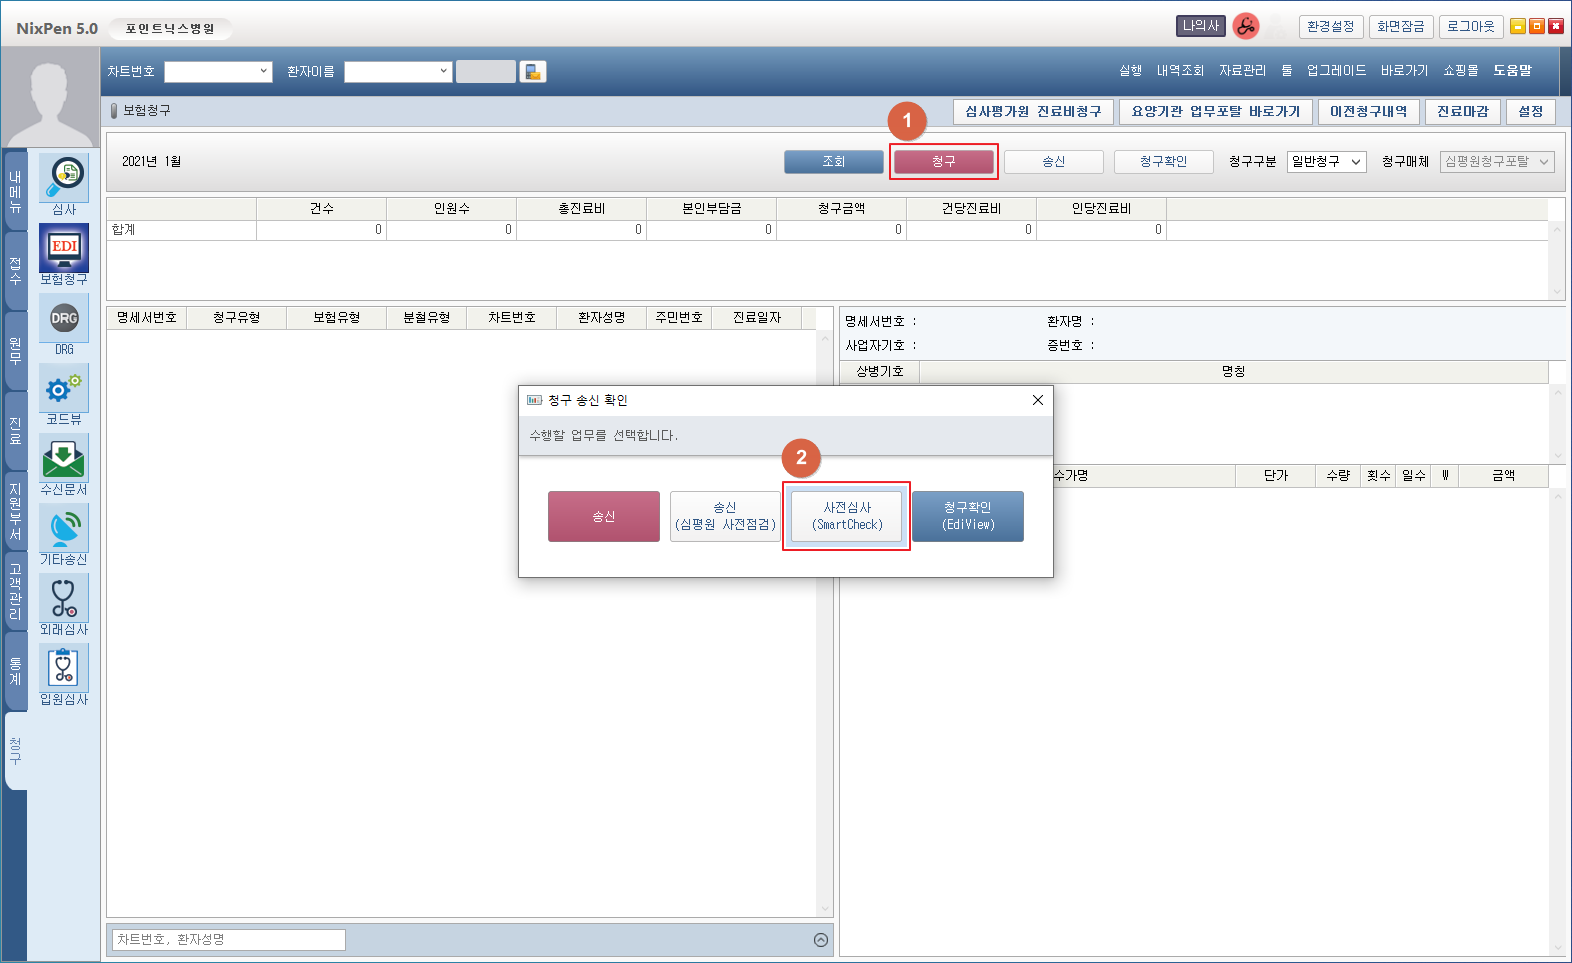 NixPen 5.0 포인트닉스병원 나의사 환경설정 화면잠금 로그아웃
차트번호 환자이름 실행 내역조회 자료관리 툴 업그레이드 바로가기 쇼핑몰 도움말
보험청구 심사평가원 진료비청구 요양기관 업무포탈 바로가기 이전청구내역 진료마감 설정
1
2021년 1월 조회 청구 송신 청구확인 청구구분 일반청구 청구매체 심평원청구포탈
건수 인원수 총진료비 본인부담금 청구금액 건당진료비 인당진료비
합계 0 0 0 0 0 0 0
내메뉴
접수
원무
진료
지원부서
고객관리
통계
청구
심사
EDI
보험청구
DRG
DRG
코드뷰
수신문서
기타송신
외래심사
입원심사
명세서번호 청구유형 보험유형 분할유형 차트번호 환자성명 주민번호 진료일자
명세서번호 : 환자명 :
사업자기호 : 증번호 :
상병기호 명칭
수가명 단가 수량 횟수 일수 W 금액
청구 송신 확인
수행할 업무를 선택합니다.
2
송신
송신
(심평원 사전점검)
사전심사
(SmartCheck)
청구확인
(EdiView)
차트번호, 환자성명